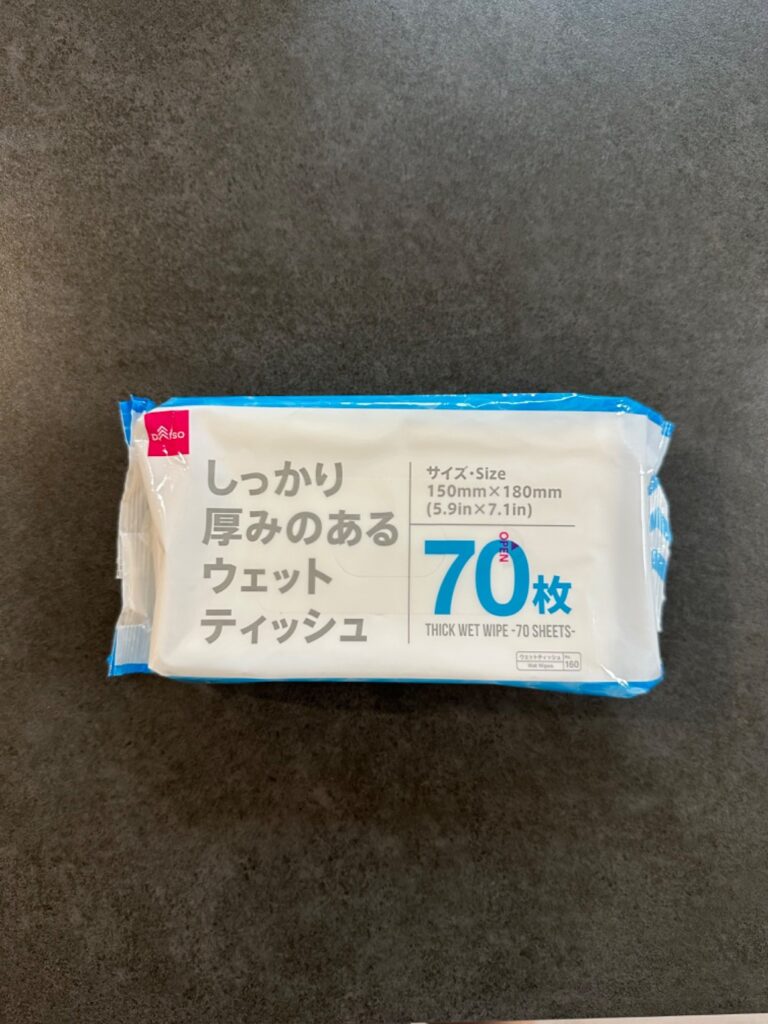 DAISO
しっかり
厚みのある
ウェット
ティッシュ
サイズ・Size
150mm×180mm
(5.9in×7.1in)
OPEN
70枚
THICK WET WIPE -70 SHEETS-
ウェットティッシュ
Wet Wipes
No.
160